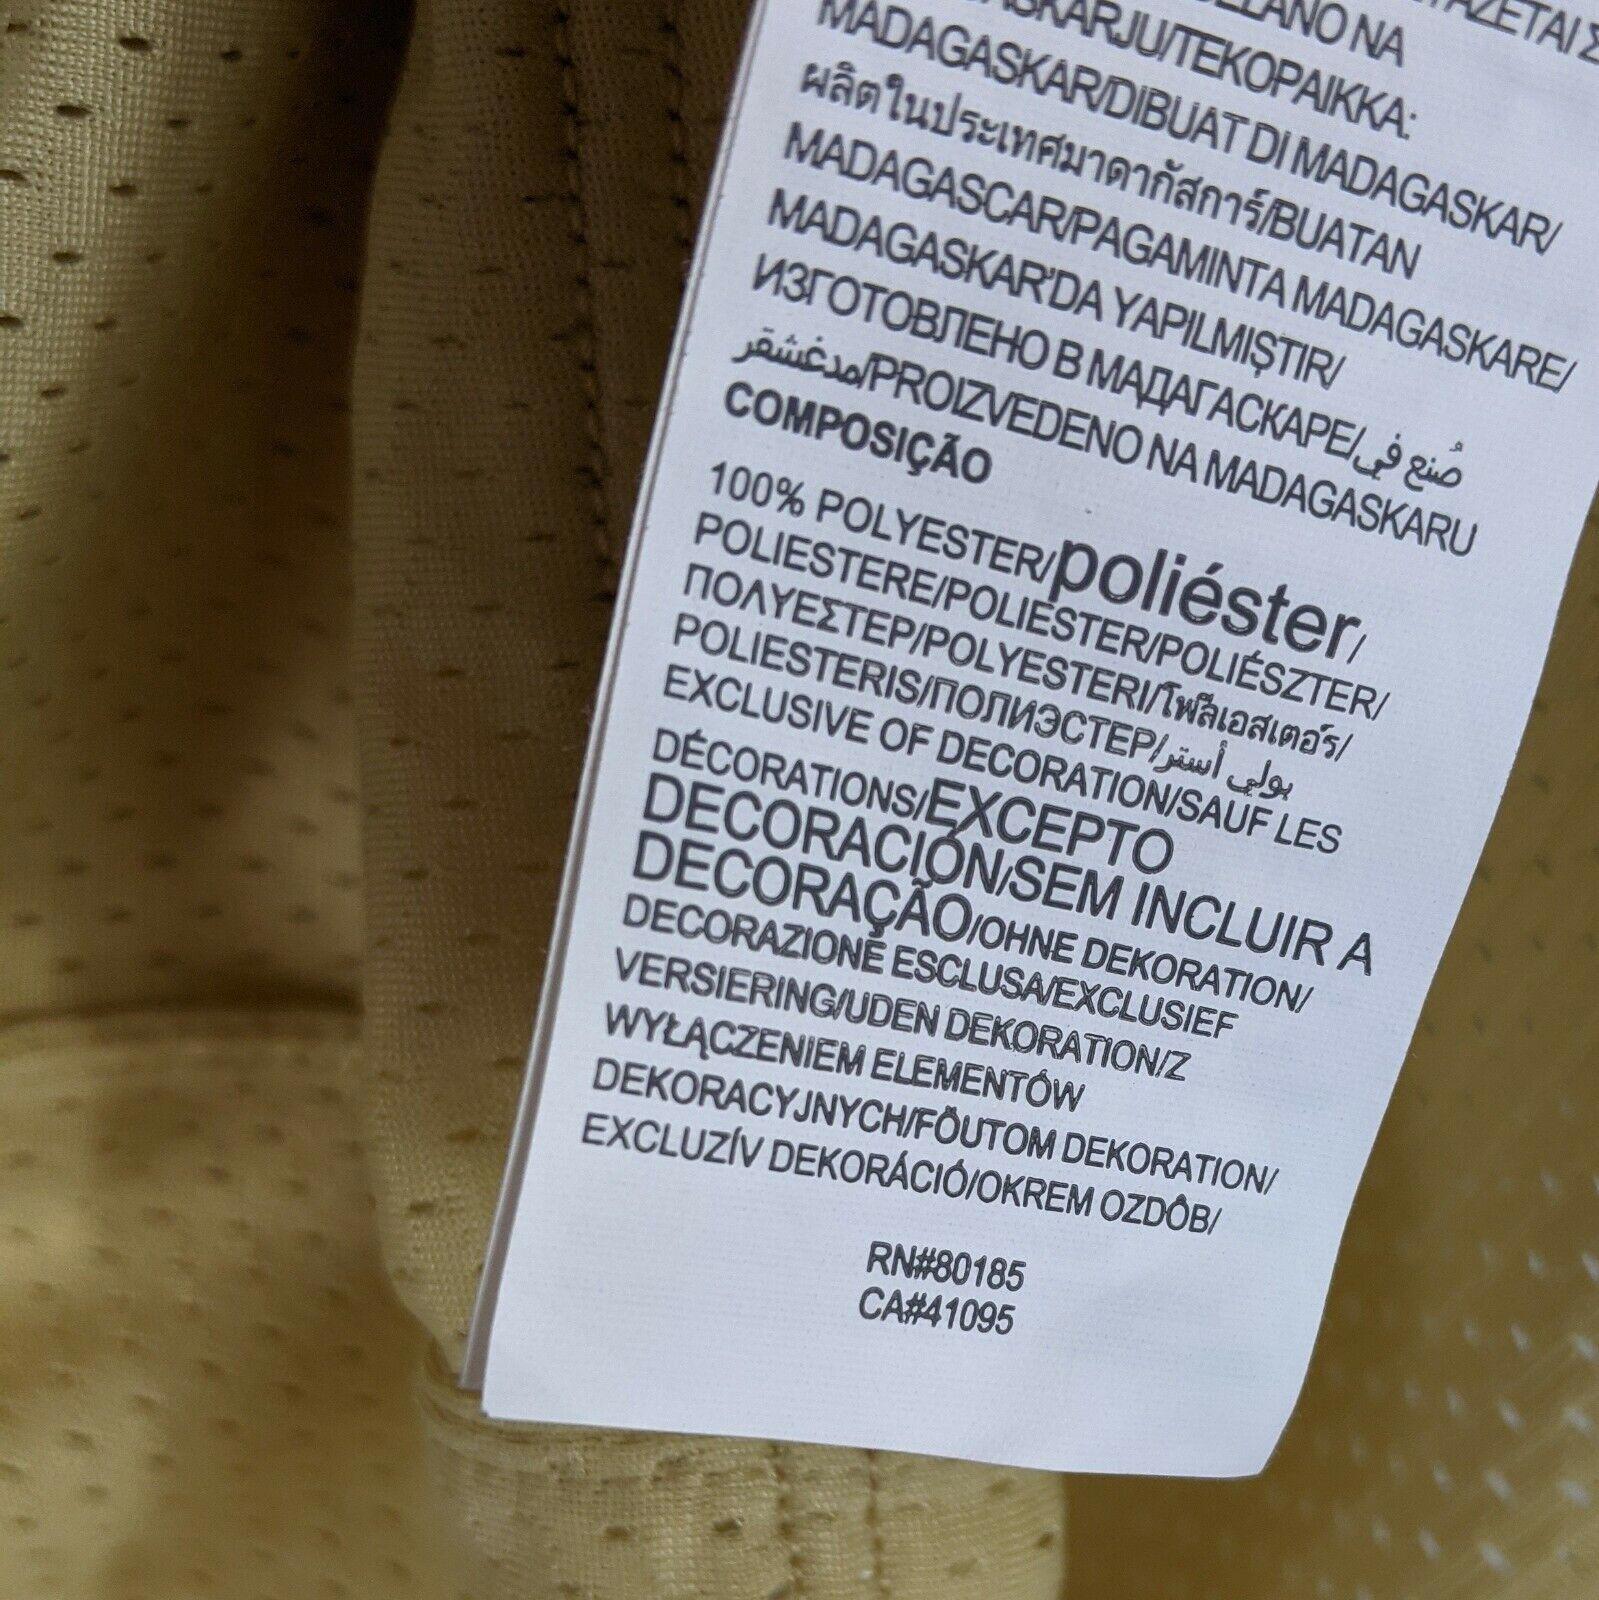 NA
MADAGASKARJU/TEKOPAIKKA:
MADAGASKAR/DIBUAT DI MADAGASKAR/
ผลิตในประเทศมาดากัสการ์/BUATAN
MADAGASCAR/PAGAMINTA MADAGASKARE/
MADAGASKAR'DA YAPILMIŞTIR/
ИЗГОТОВЛЕНО В МАДАГАСКАРЕ/صُنع في
مدغشقر/PROIZVEDENO NA MADAGASKARU
COMPOSIÇÃO
100% POLYESTER/poliéster/
POLIESTERE/POLIESTER/POLIÉSZTER/
ΠΟΛΥΕΣΤΕΡ/POLYESTERI/โพลีเอสเตอร์/
POLIESTERIS/ПОЛИЭСТЕР/بولي أستر
EXCLUSIVE OF DECORATION/SAUF LES
DÉCORATIONS/EXCEPTO
DECORACIÓN/SEM INCLUIR A
DECORAÇÃO/OHNE DEKORATION/
DECORAZIONE ESCLUSA/EXCLUSIEF
VERSIERING/UDEN DEKORATION/Z
WYŁĄCZENIEM ELEMENTÓW
DEKORACYJNYCH/FÖUTOM DEKORATION/
EXCLUZÍV DEKORÁCIÓ/OKREM OZDÔB/
RN#80185
CA#41095